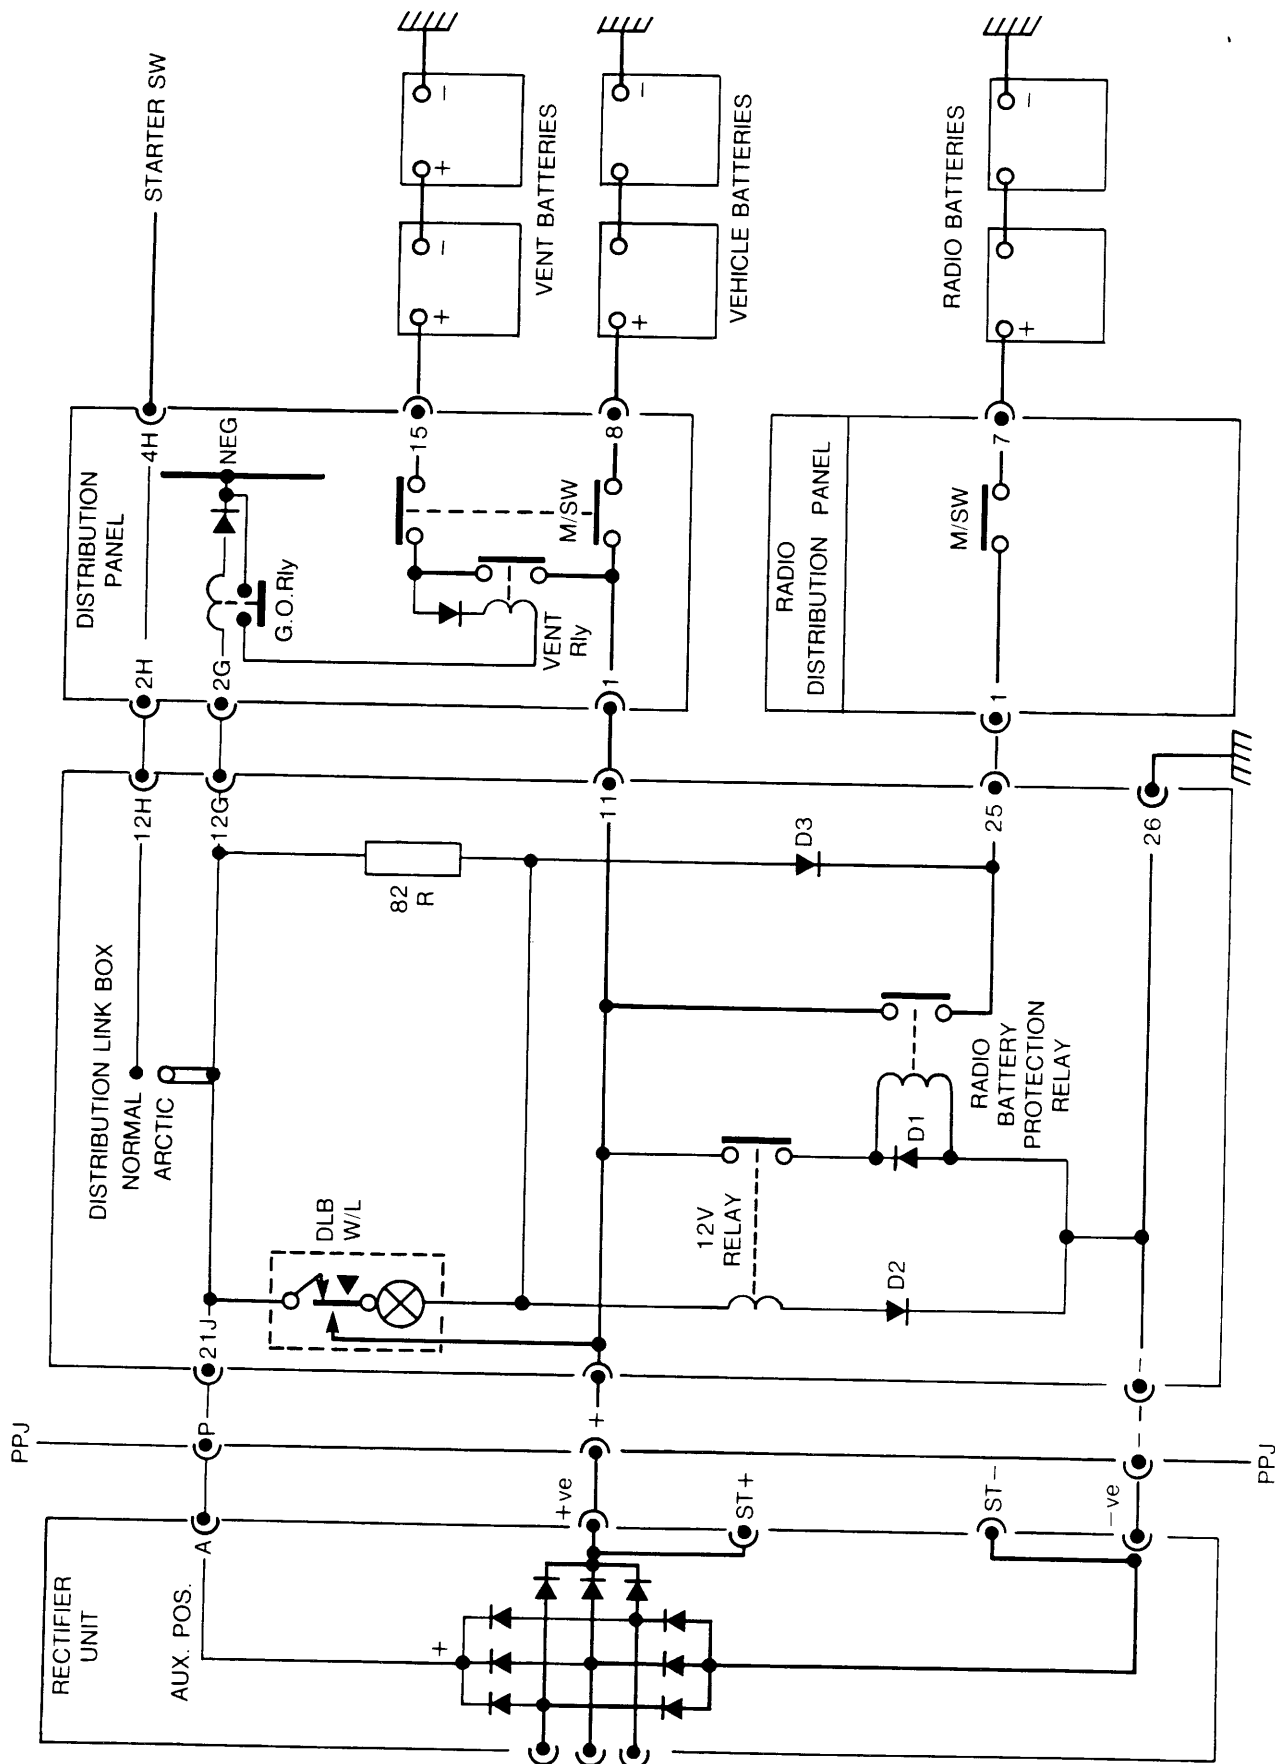 PPJ
RECTIFIER
UNIT
AUX. POS.
A
+
+ve
ST+
ST-
-ve
P
+
-
PPJ
DISTRIBUTION LINK BOX
NORMAL
ARCTIC
12H
12G
21J
DLB
W/L
82
R
11
D3
12V
RELAY
D2
D1
RADIO
BATTERY
PROTECTION
RELAY
25
26
+
-
DISTRIBUTION
PANEL
2H
4H
2G
NEG
G.O.Rly
15
VENT
Rly
M/SW
8
1
STARTER SW
+
-
+
-
VENT BATTERIES
+
-
VEHICLE BATTERIES
RADIO
DISTRIBUTION PANEL
M/SW
1
7
+
-
RADIO BATTERIES